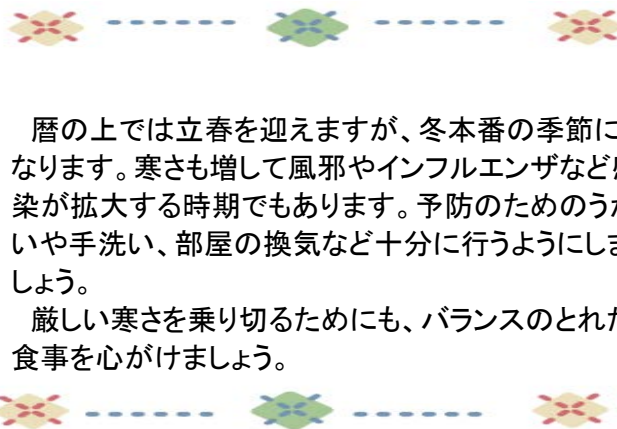 暦の上では立春を迎えますが、冬本番の季節に
なります。寒さも増して風邪やインフルエンザなど
染が拡大する時期でもあります。予防のためのう
いや手洗い、部屋の換気など十分に行うようにしま
しょう。
厳しい寒さを乗り切るためにも、バランスのとれた
食事を心がけましょう。